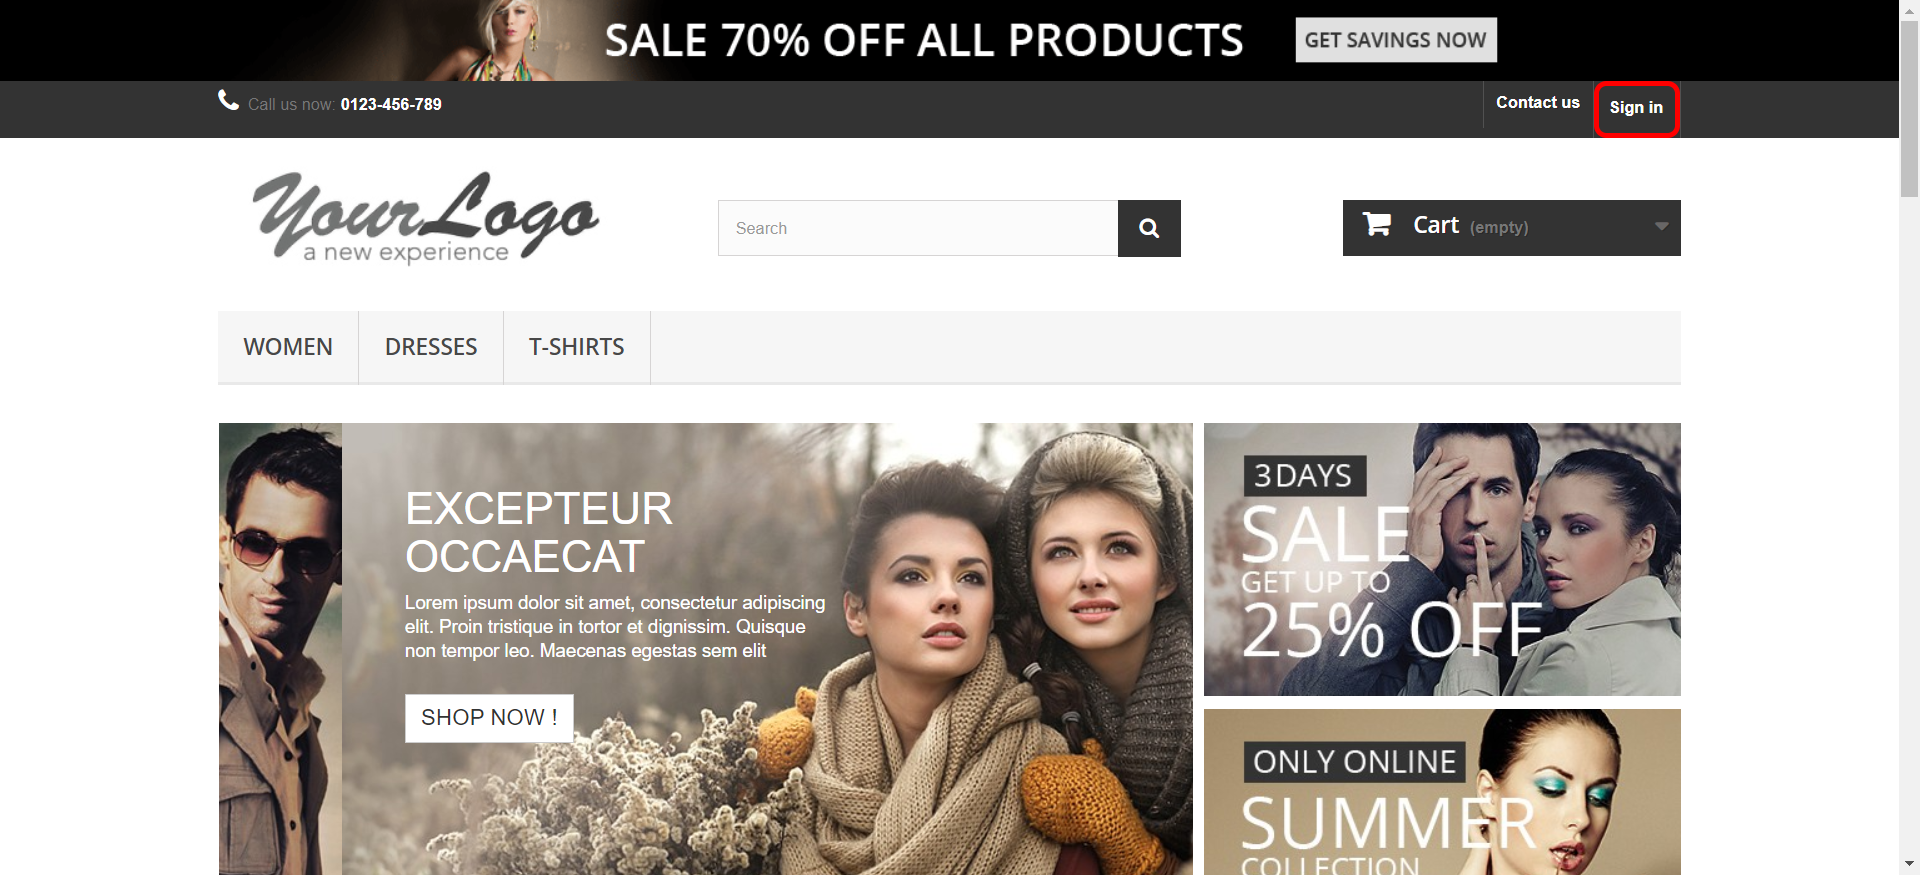 SALE 70% OFF ALL PRODUCTS
GET SAVINGS NOW
Call us now: 0123-456-789
Contact us
Sign in
YourLogo
a new experience
Search
Cart (empty)
WOMEN
DRESSES
T-SHIRTS
EXCEPTEUR
OCCAECAT
Lorem ipsum dolor sit amet, consectetur adipiscing
elit. Proin tristique in tortor et dignissim. Quisque
non tempor leo. Maecenas egestas sem elit
SHOP NOW !
3 DAYS
SALE
GET UP TO
25% OFF
ONLY ONLINE
SUMMER
COLLECTION